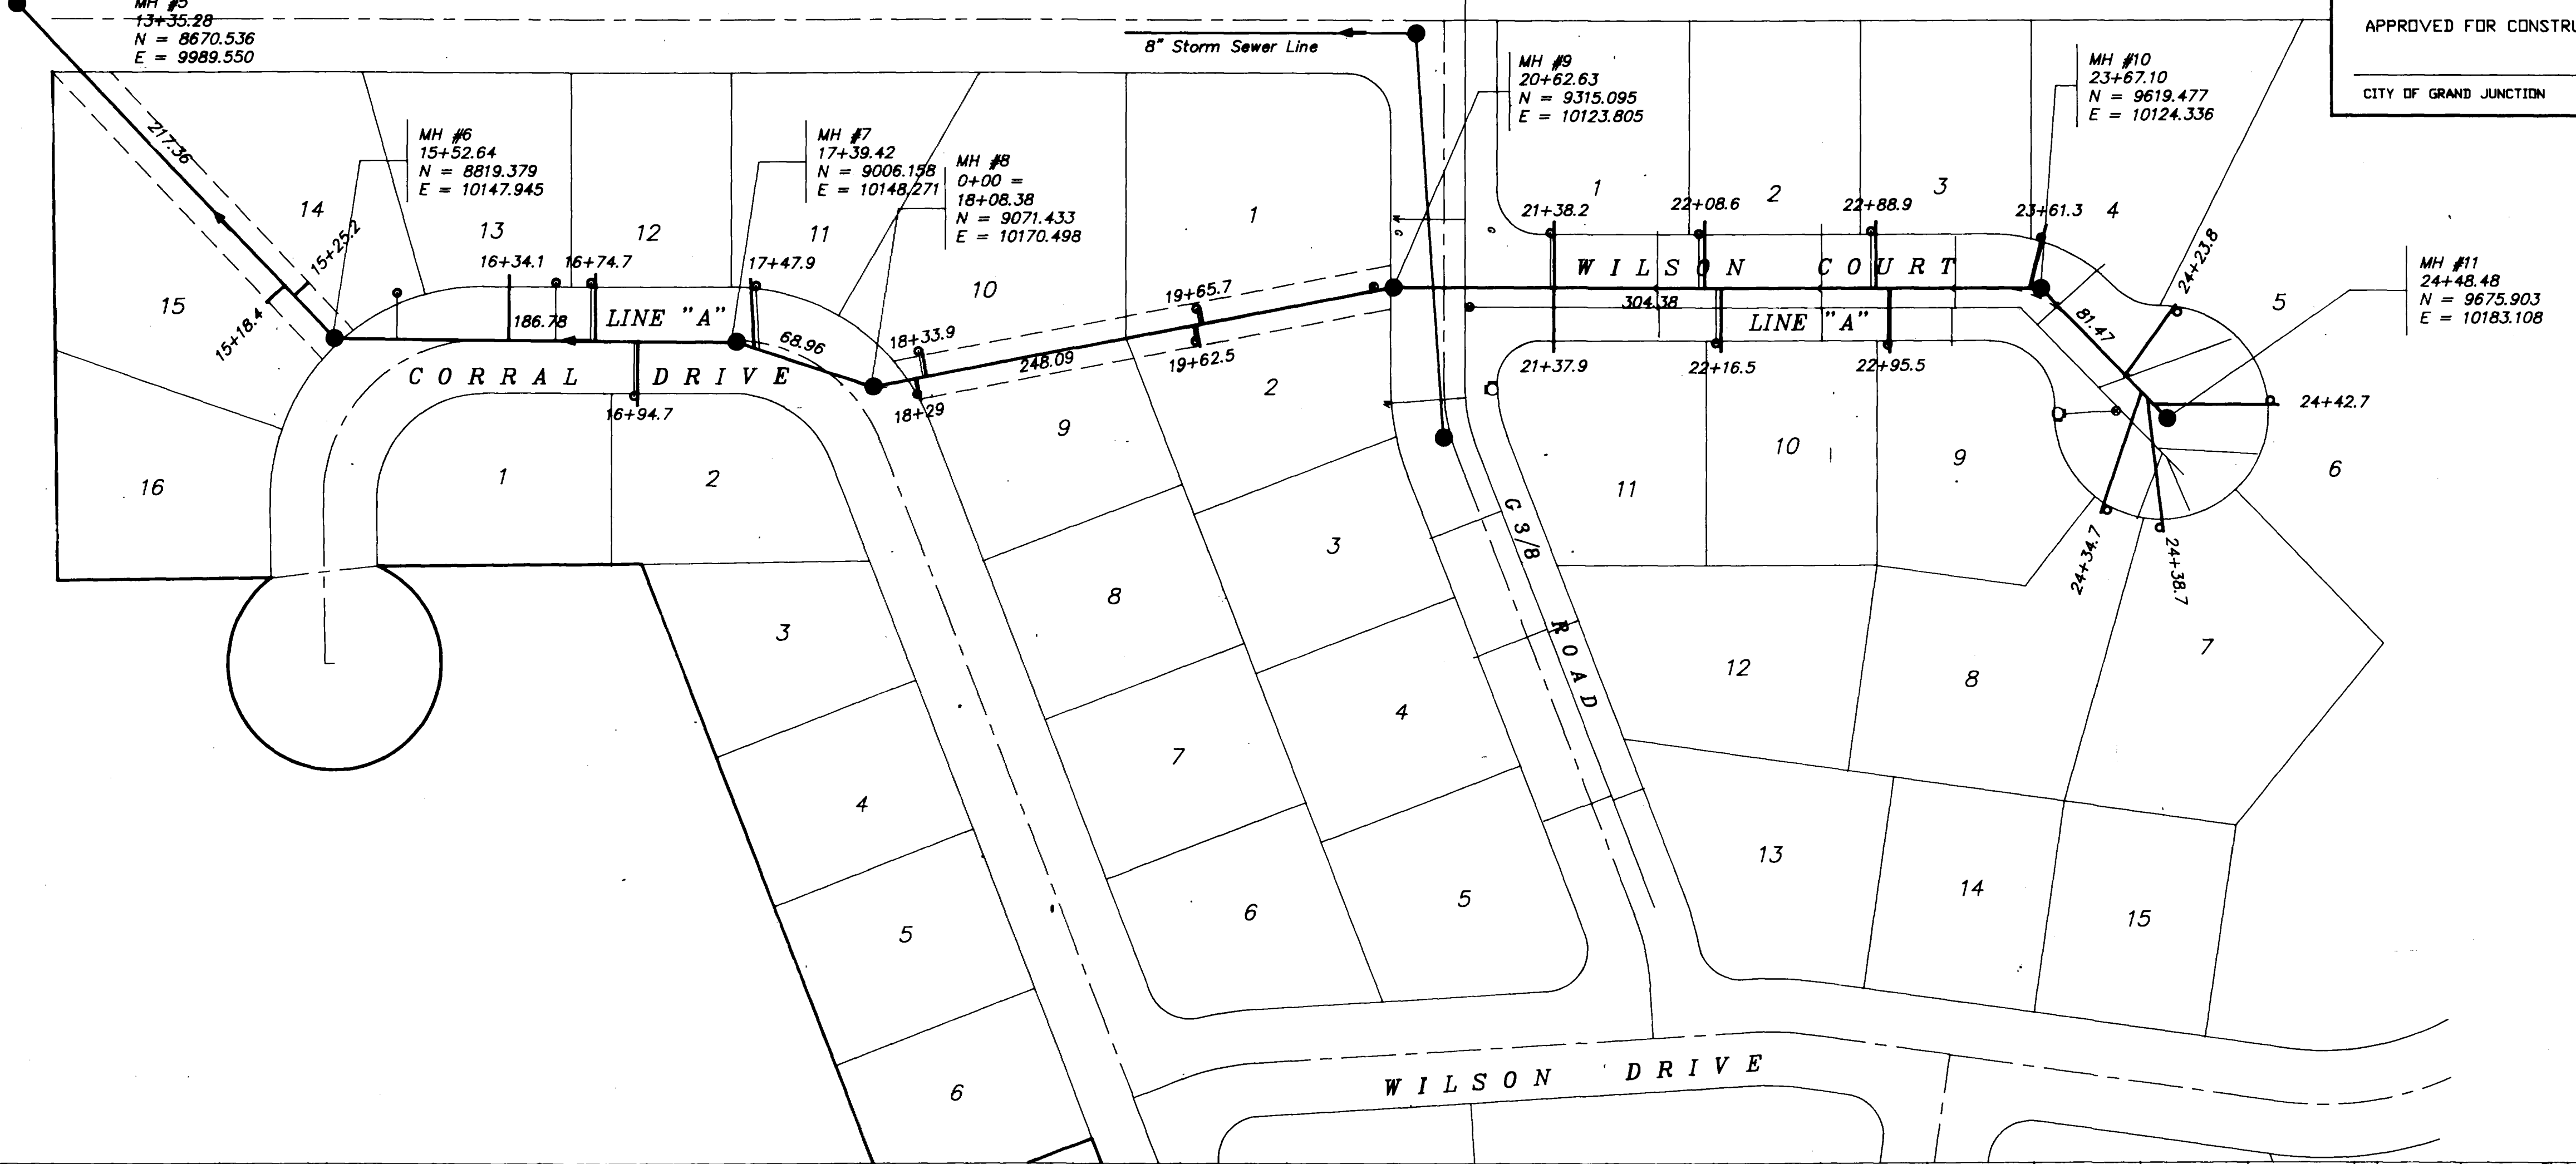 MH #5
13+35.28
N = 8670.536
E = 9989.550
8" Storm Sewer Line
APPROVED FOR CONSTRU
CITY OF GRAND JUNCTION
MH #9
20+62.63
N = 9315.095
E = 10123.805
MH #10
23+67.10
N = 9619.477
E = 10124.336
MH #6
15+52.64
N = 8819.379
E = 10147.945
MH #7
17+39.42
N = 9006.158
E = 10148.271
MH #8
0+00 =
18+08.38
N = 9071.433
E = 10170.498
MH #11
24+48.48
N = 9675.903
E = 10183.108
217.36
14
15+25.2
15
15+18.4
13
12
11
16+34.1
16+74.7
17+47.9
186.78
LINE "A"
68.96
CORRAL DRIVE
16+94.7
10
1
18+33.9
18+29
248.09
19+65.7
19+62.5
G
G
1
2
3
4
5
21+38.2
22+08.6
22+88.9
23+61.3
24+23.8
WILSON COURT
304.38
LINE "A"
81.47
21+37.9
22+16.5
22+95.5
24+42.7
24+34.7
24+38.7
16
1
2
9
2
11
10
9
6
3
8
3
G 3/8 ROAD
12
8
7
4
7
4
13
14
15
5
6
5
6
WILSON DRIVE